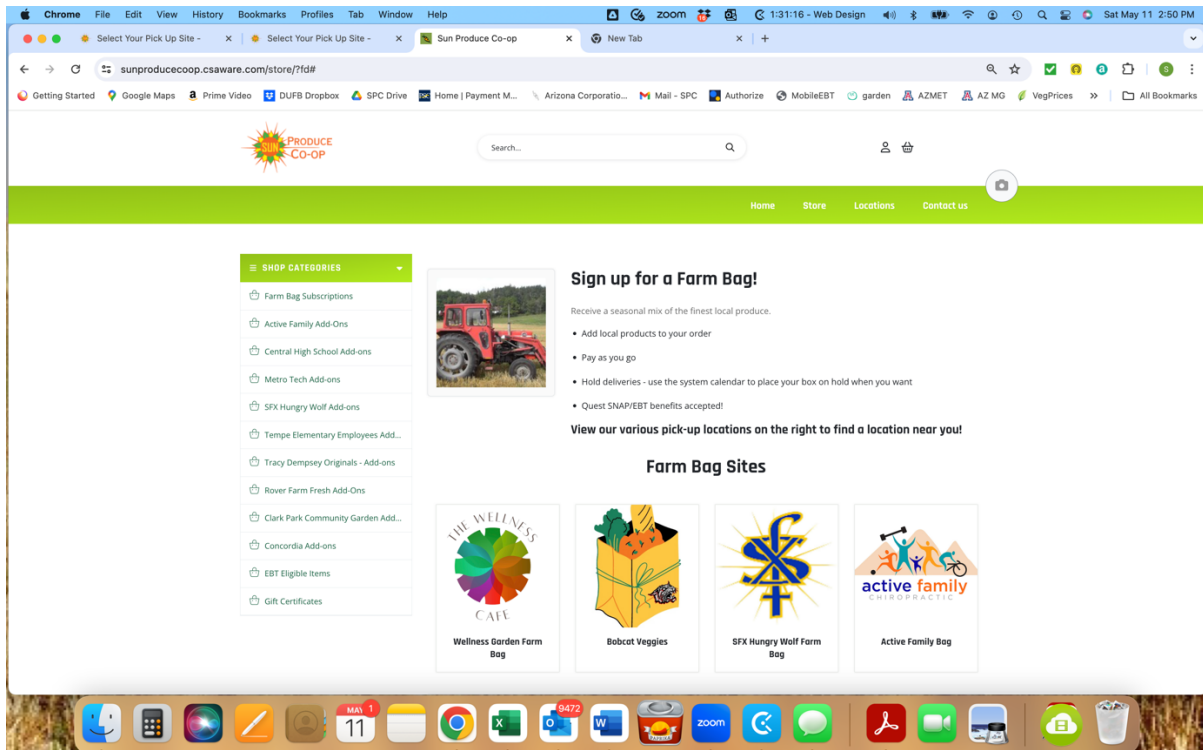 Chrome File Edit View History Bookmarks Profiles Tab Window Help zoom 1:31:16 - Web Design Sat May 11 2:50 PM
Select Your Pick Up Site - Select Your Pick Up Site - Sun Produce Co-op New Tab
sunproducecoop.csaware.com/store/?fd#
Getting Started Google Maps Prime Video DUFB Dropbox SPC Drive Home | Payment M... Arizona Corporatio... Mail - SPC Authorize MobileEBT garden AZMET AZ MG VegPrices All Bookmarks
SUN PRODUCE
CO-OP
Search...
Home Store Locations Contact us
SHOP CATEGORIES
Farm Bag Subscriptions
Active Family Add-Ons
Central High School Add-ons
Metro Tech Add-ons
SFX Hungry Wolf Add-ons
Tempe Elementary Employees Add...
Tracy Dempsey Originals - Add-ons
Rover Farm Fresh Add-Ons
Clark Park Community Garden Add...
Concordia Add-ons
EBT Eligible Items
Gift Certificates
Sign up for a Farm Bag!
Receive a seasonal mix of the finest local produce.
• Add local products to your order
• Pay as you go
• Hold deliveries - use the system calendar to place your box on hold when you want
• Quest SNAP/EBT benefits accepted!
View our various pick-up locations on the right to find a location near you!
Farm Bag Sites
THE WELLNESS
CAFE
active family
CHIROPRACTIC
Wellness Garden Farm
Bag
Bobcat Veggies
SFX Hungry Wolf Farm
Bag
Active Family Bag
MAY 1
11
9472
zoom